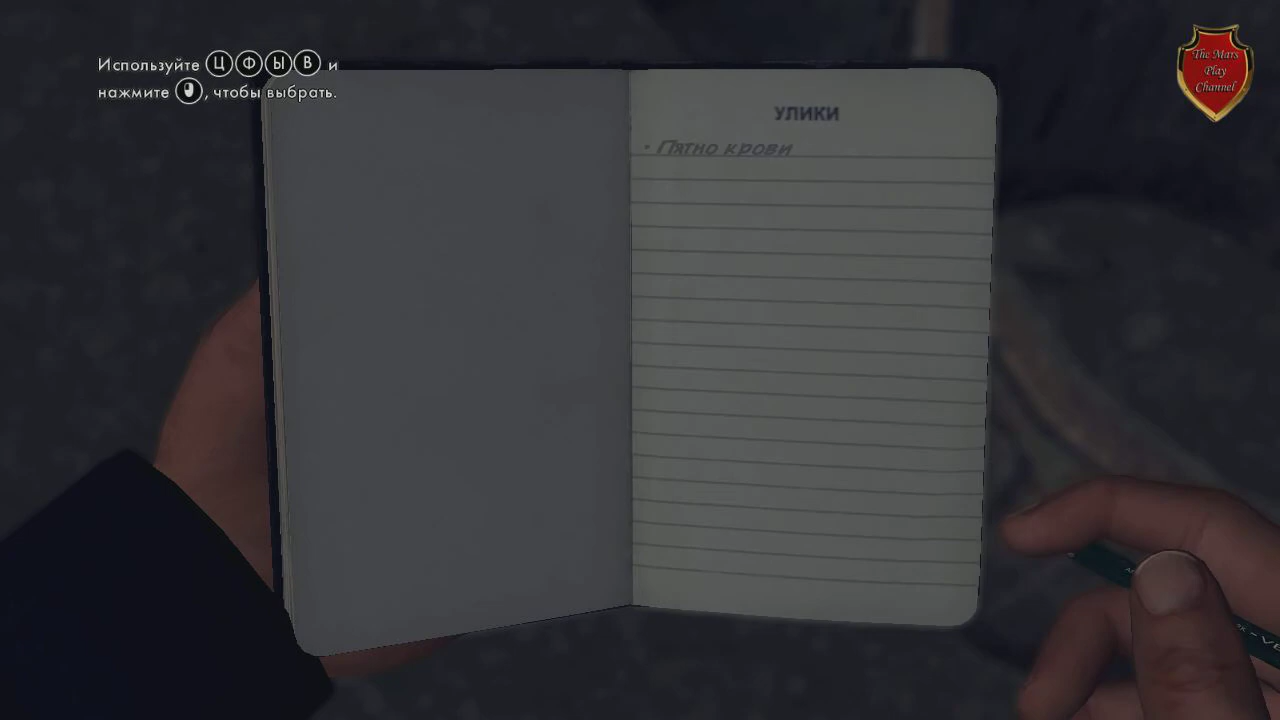 Используйте Ц Ф Ы В и
нажмите , чтобы выбрать.
The Mars
Play
Channel
УЛИКИ
• Пятно крови